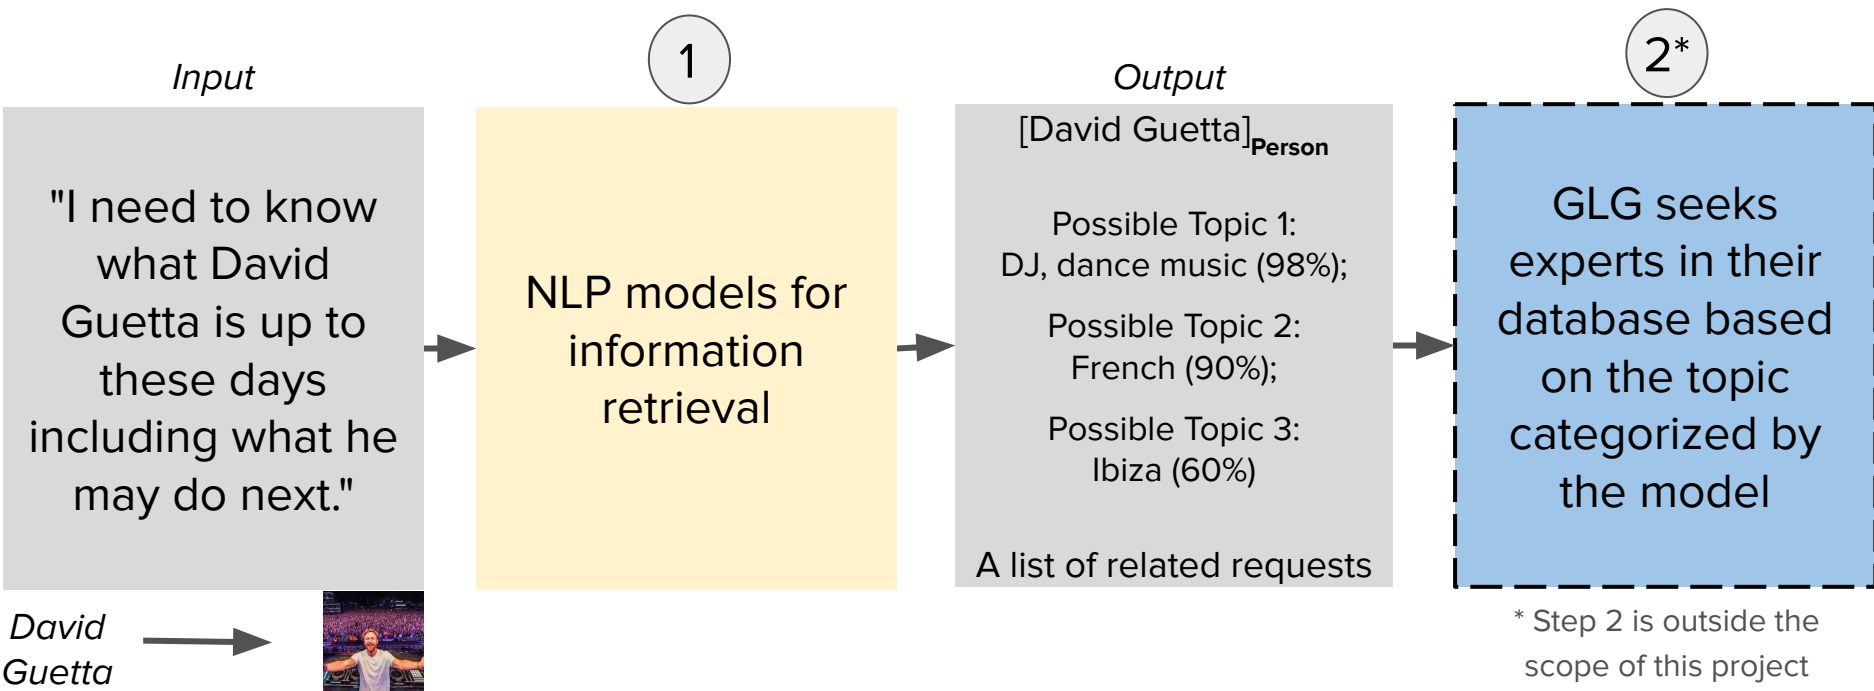 Input
"I need to know
what David
Guetta is up to
these days
including what he
may do next."
David
Guetta
1
NLP models for
information
retrieval
Output
[David Guetta]Person
Possible Topic 1:
DJ, dance music (98%);
Possible Topic 2:
French (90%);
Possible Topic 3:
Ibiza (60%)
A list of related requests
2*
GLG seeks
experts in their
database based
on the topic
categorized by
the model
* Step 2 is outside the
scope of this project